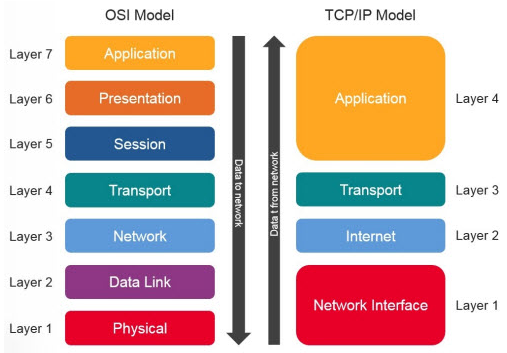 OSI Model
TCP/IP Model
Layer 7
Application
Layer 6
Presentation
Layer 5
Session
Layer 4
Transport
Layer 3
Network
Layer 2
Data Link
Layer 1
Physical
Data to network
Data t from network
Application
Layer 4
Transport
Layer 3
Internet
Layer 2
Network Interface
Layer 1